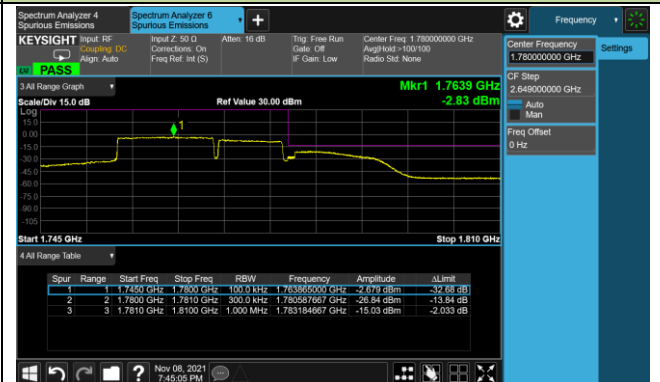 Spectrum Analyzer 4
Spurious Emissions
Spectrum Analyzer 6
Spurious Emissions
Frequency
KEYSIGHT
Input: RF
Coupling: DC
Align: Auto
Input Z: 50 Ω
Corrections: On
Freq Ref: Int (S)
Atten: 16 dB
Trig: Free Run
Gate: Off
IF Gain: Low
Center Freq: 1.780000000 GHz
Avg|Hold:>100/100
Radio Std: None
PASS
Center Frequency
1.780000000 GHz
Settings
CF Step
2.649000000 GHz
Auto
Man
Freq Offset
0 Hz
3 All Range Graph
Mkr1 1.7639 GHz
Scale/Div 15.0 dB
Ref Value 30.00 dBm
-2.83 dBm
Log
15.0
0.00
-15.0
-30.0
-45.0
-60.0
-75.0
-90.0
-105
1
Start 1.745 GHz
Stop 1.810 GHz
4 All Range Table
Spur Range Start Freq Stop Freq RBW Frequency Amplitude ΔLimit
1 1 1.7450 GHz 1.7800 GHz 100.0 kHz 1.763865000 GHz -2.679 dBm -32.68 dB
2 2 1.7800 GHz 1.7810 GHz 300.0 kHz 1.780587667 GHz -26.84 dBm -13.84 dB
3 3 1.7810 GHz 1.8100 GHz 1.000 MHz 1.783184667 GHz -15.03 dBm -2.033 dB
Nov 08, 2021
7:45:05 PM